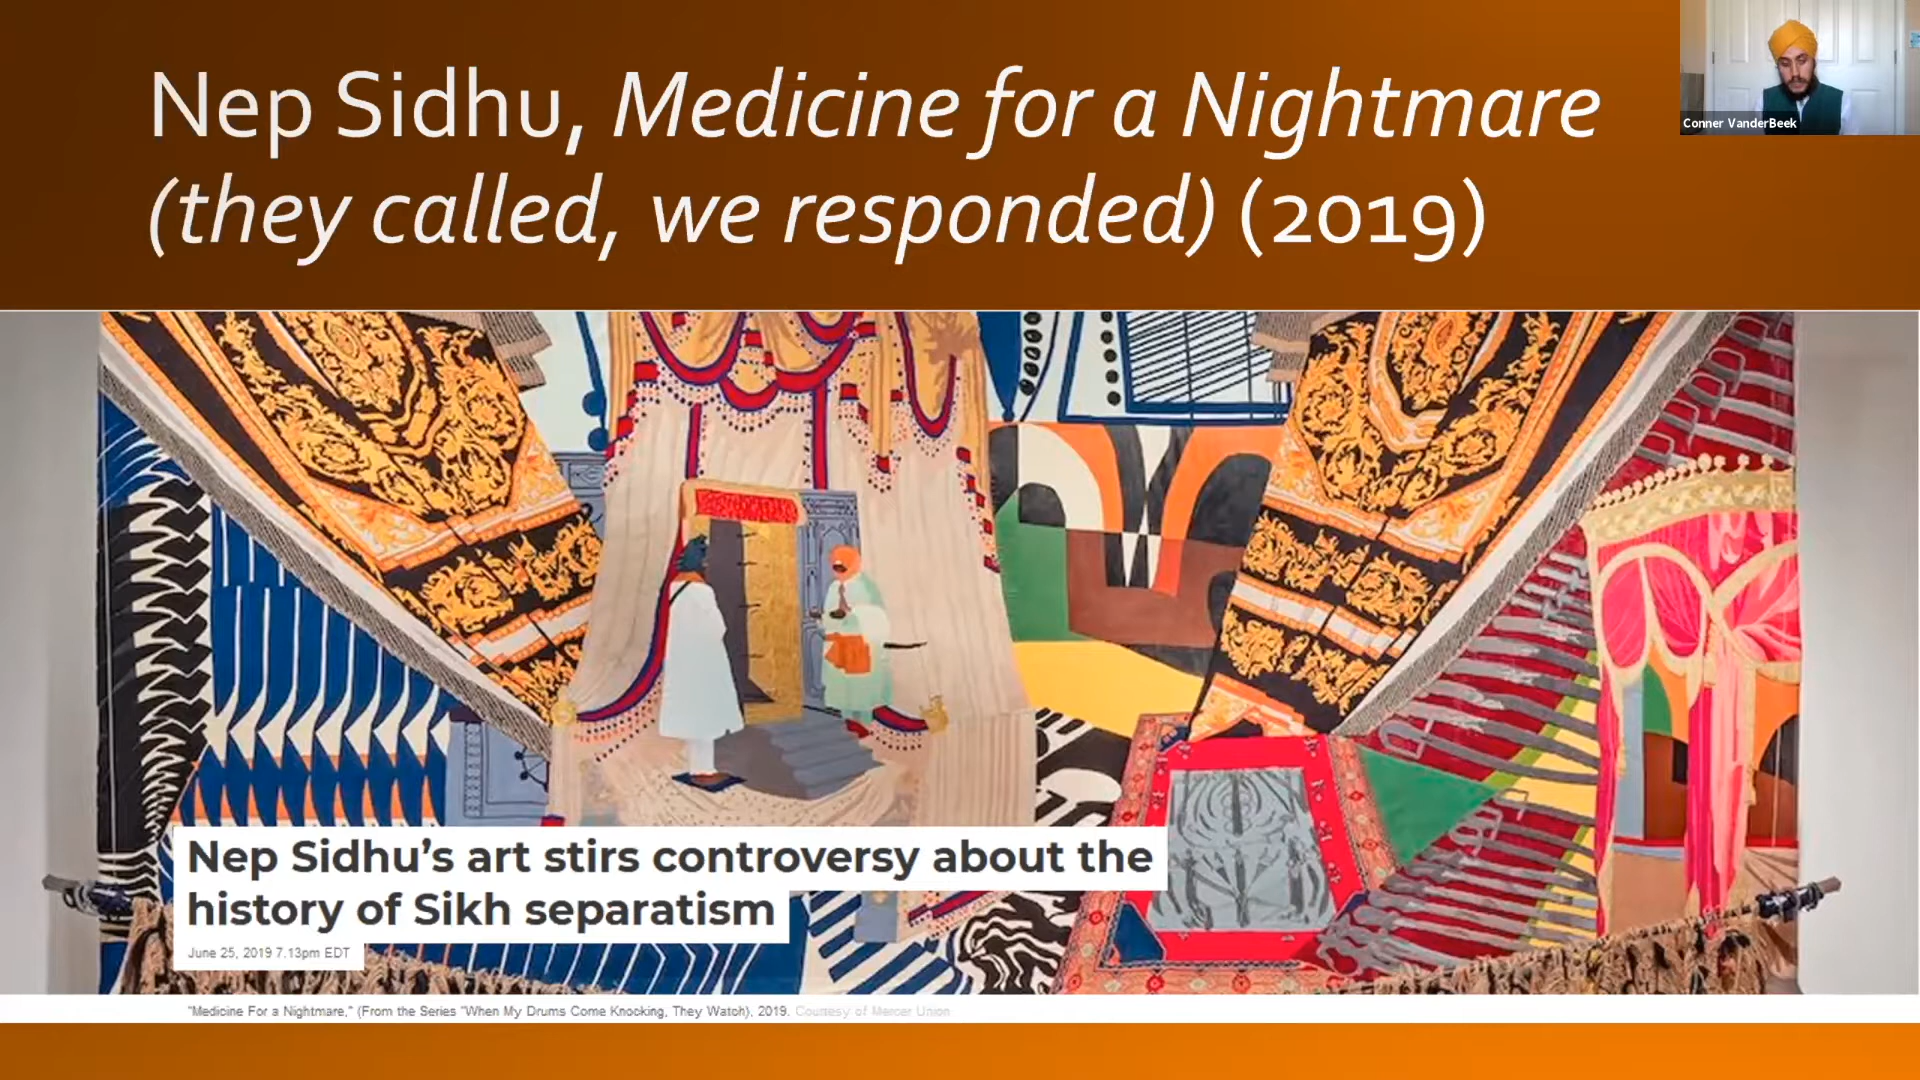 Nep Sidhu, Medicine for a Nightmare
(they called, we responded) (2019)
Conner VanderBeek
Nep Sidhu's art stirs controversy about the
history of Sikh separatism
June 25, 2019 7.13pm EDT
"Medicine For a Nightmare," (From the Series "When My Drums Come Knocking, They Watch), 2019. Courtesy of Mercer Union